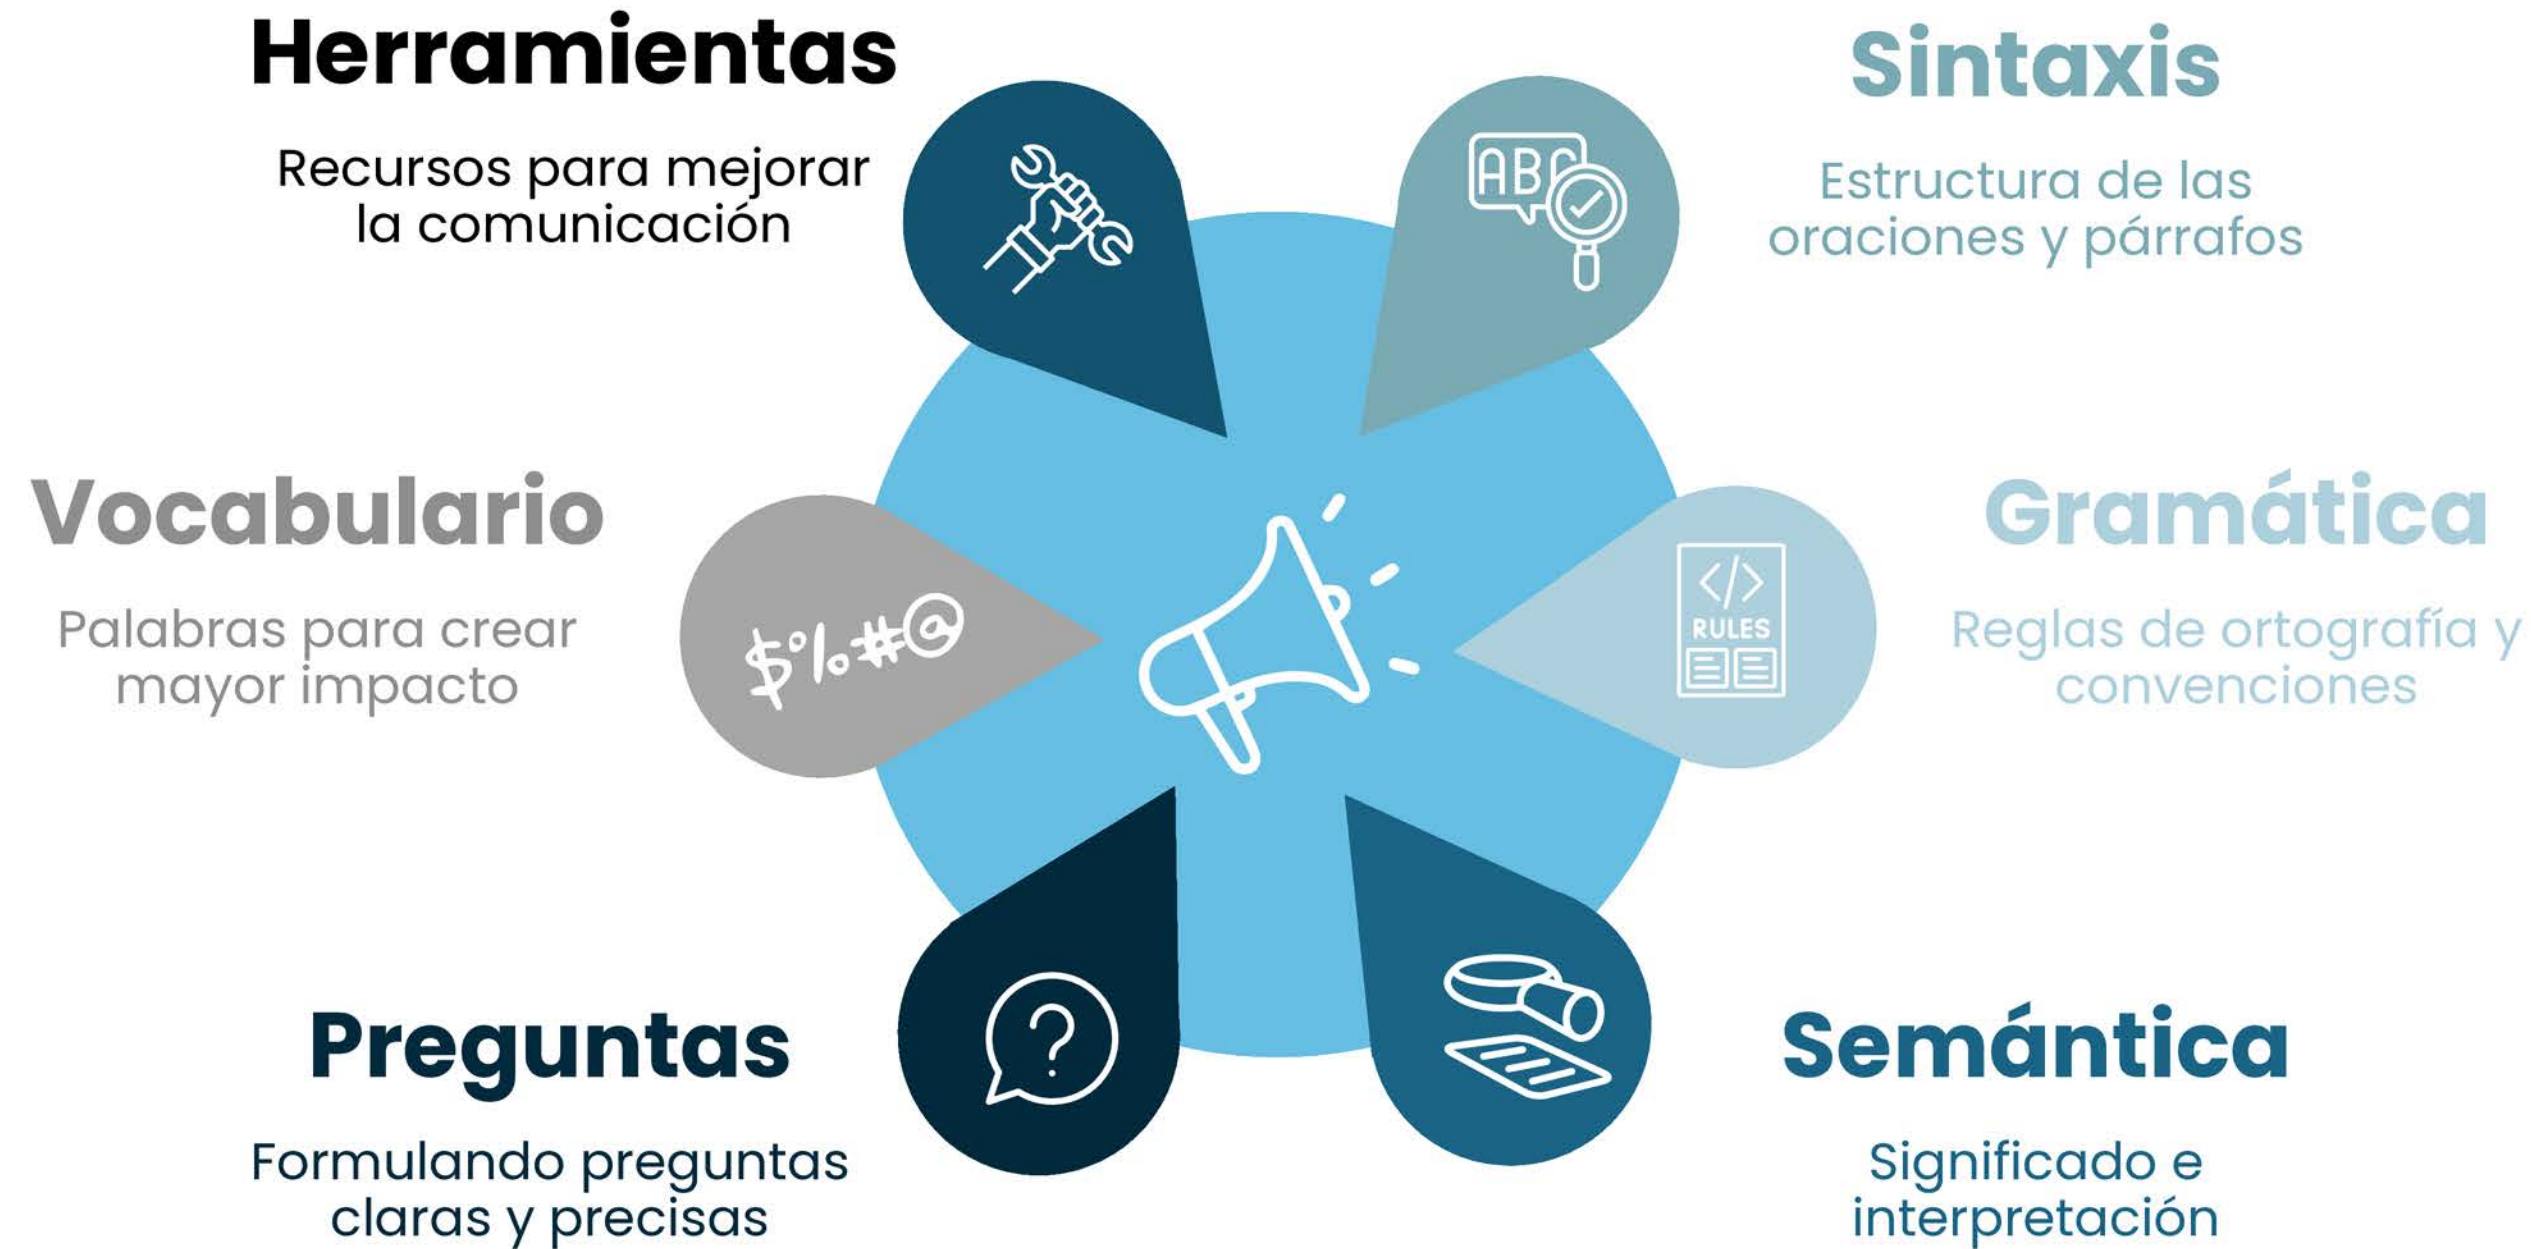 Herramientas
Recursos para mejorar
la comunicación
Sintaxis
Estructura de las
oraciones y párrafos
ABC
Vocabulario
Palabras para crear
mayor impacto
$%#@
Gramática
Reglas de ortografía y
convenciones
</>
RULES
Preguntas
Formulando preguntas
claras y precisas
?
Semántica
Significado e
interpretación